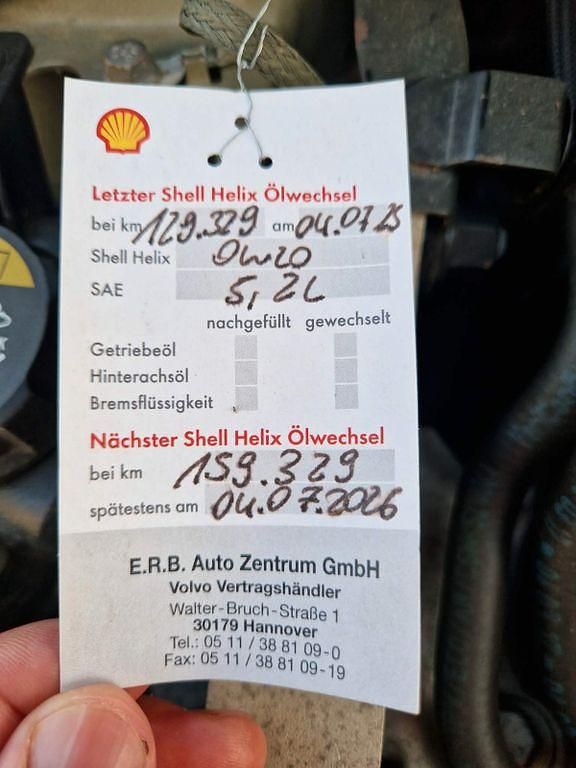 Letzter Shell Helix Ölwechsel
bei km 129.329 am 04.07 25
Shell Helix 0w20
SAE 5,2L
nachgefüllt gewechselt
Getriebeöl
Hinterachsöl
Bremsflüssigkeit
Nächster Shell Helix Ölwechsel
bei km 159.329
spätestens am 04.07.2026
E.R.B. Auto Zentrum GmbH
Volvo Vertragshändler
Walter-Bruch-Straße 1
30179 Hannover
Tel.: 05 11 / 38 81 09-0
Fax: 05 11 / 38 81 09-19